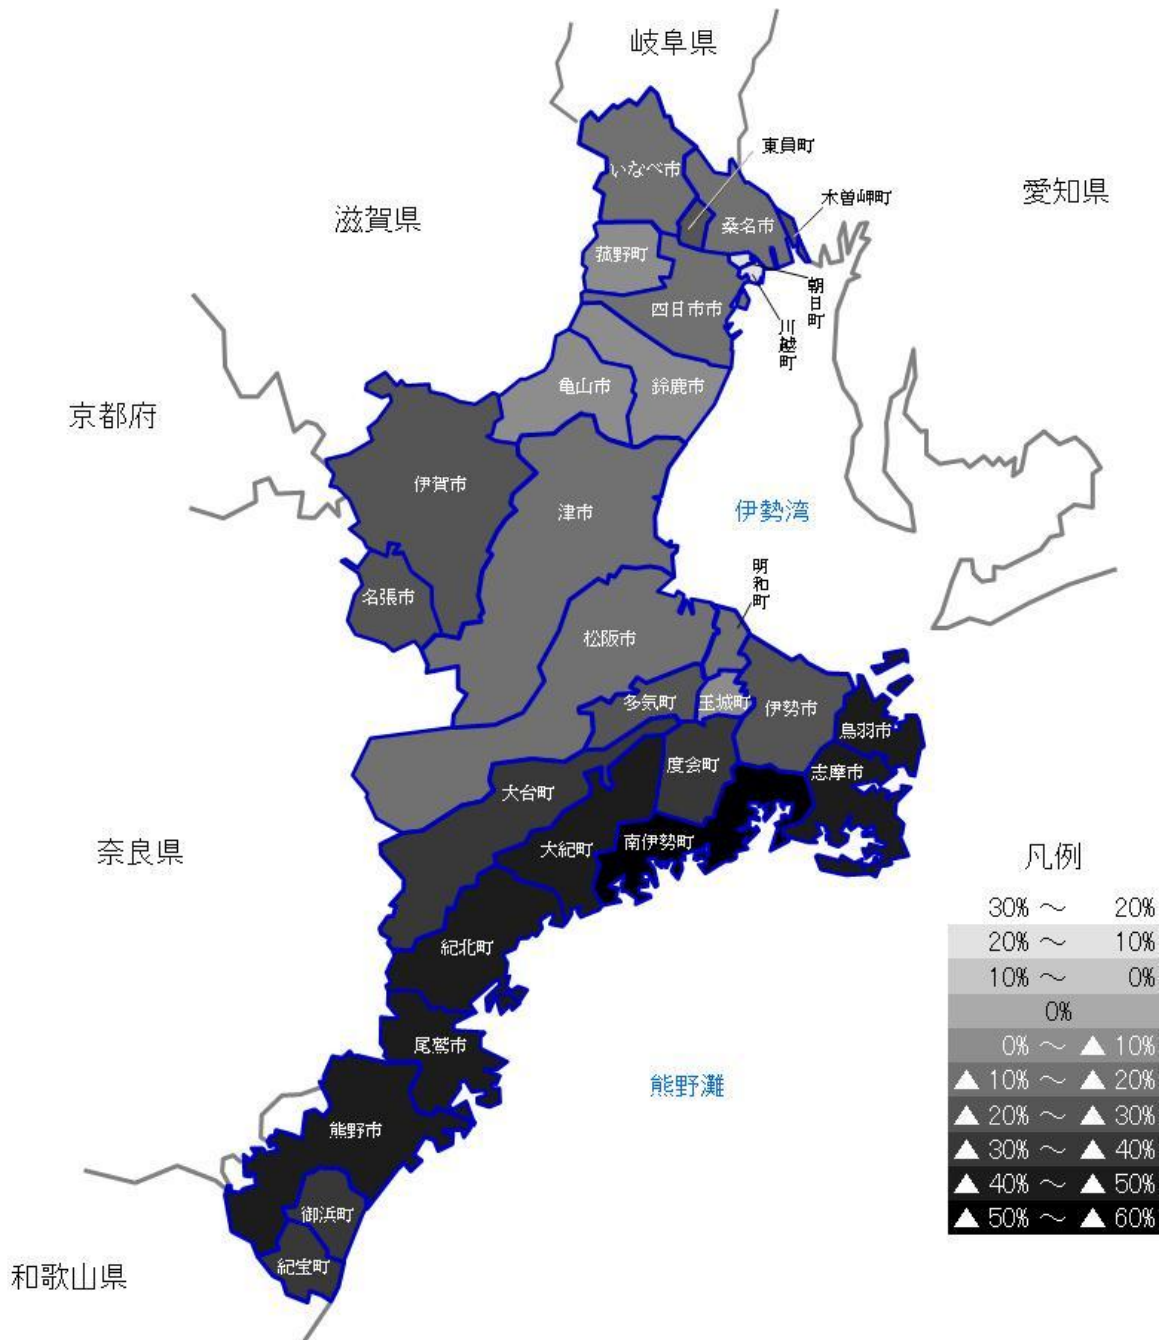 岐阜県
東員町
いなべ市
木曽岬町
愛知県
滋賀県
桑名市
菰野町
朝日町
四日市市
川越町
亀山市
鈴鹿市
京都府
伊賀市
津市
伊勢湾
明和町
名張市
松阪市
多気町
玉城町
伊勢市
鳥羽市
度会町
志摩市
大台町
南伊勢町
大紀町
奈良県
紀北町
尾鷲市
熊野灘
熊野市
御浜町
紀宝町
和歌山県
凡例
30% ～ 20%
20% ～ 10%
10% ～ 0%
0%
0% ～ ▲ 10%
▲ 10% ～ ▲ 20%
▲ 20% ～ ▲ 30%
▲ 30% ～ ▲ 40%
▲ 40% ～ ▲ 50%
▲ 50% ～ ▲ 60%